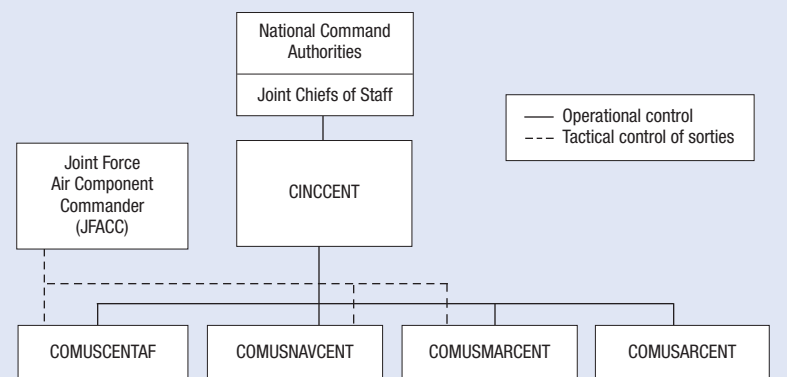 National Command
Authorities
Joint Chiefs of Staff
Operational control
Tactical control of sorties
Joint Force
Air Component
Commander
(JFACC)
CINCCENT
COMUSCENTAF
COMUSNAVCENT
COMUSMARCENT
COMUSARCENT